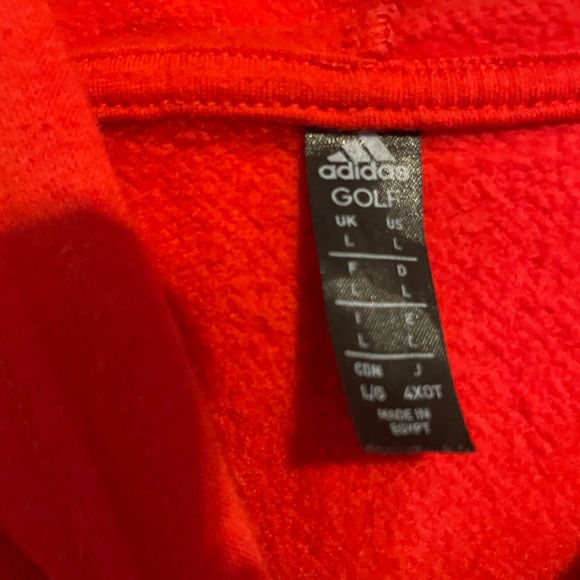 adidas
GOLF
UK US
L L
F D
L L
I E
L L
CDN J
L/G 4XOT
MADE IN
EGYPT